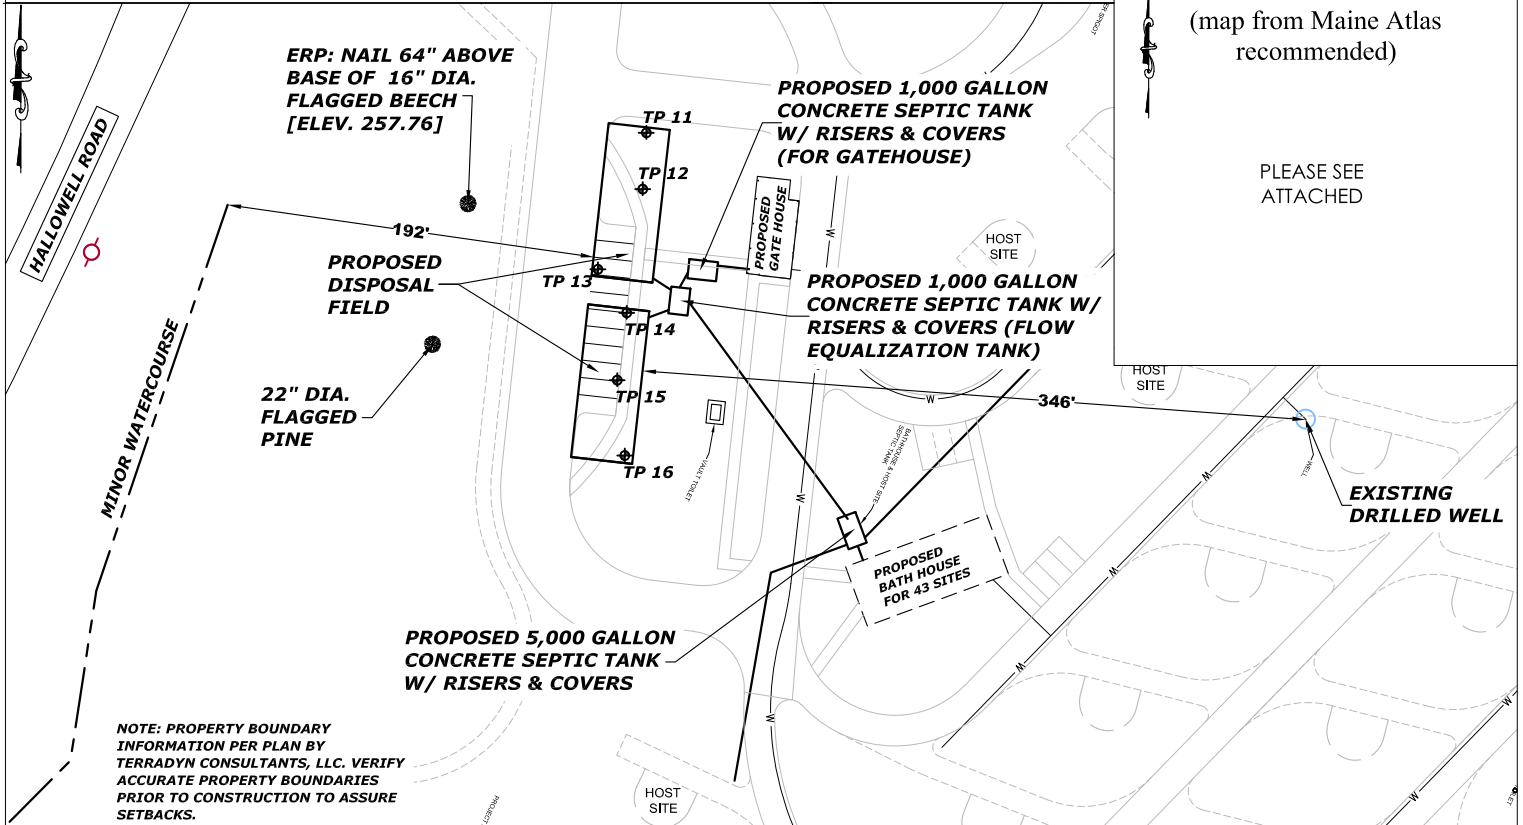 (map from Maine Atlas
recommended)
PLEASE SEE
ATTACHED
ERP: NAIL 64" ABOVE
BASE OF 16" DIA.
FLAGGED BEECH
[ELEV. 257.76]
HALLOWELL ROAD
TP 11
TP 12
PROPOSED 1,000 GALLON
CONCRETE SEPTIC TANK
W/ RISERS & COVERS
(FOR GATEHOUSE)
PROPOSED
GATE HOUSE
192'
W
HOST
SITE
PROPOSED
DISPOSAL
FIELD
TP 13
TP 14
PROPOSED 1,000 GALLON
CONCRETE SEPTIC TANK W/
RISERS & COVERS (FLOW
EQUALIZATION TANK)
MINOR WATERCOURSE
22" DIA.
FLAGGED
PINE
TP 15
TP 16
VAULT TOILET
W
346'
HOST
SITE
BATHHOUSE & HOST SITE
SEPTIC TANK
WELL
W
W
EXISTING
DRILLED WELL
PROPOSED
BATH HOUSE
FOR 43 SITES
W
PROPOSED 5,000 GALLON
CONCRETE SEPTIC TANK
W/ RISERS & COVERS
W
W
W
W
NOTE: PROPERTY BOUNDARY
INFORMATION PER PLAN BY
TERRADYN CONSULTANTS, LLC. VERIFY
ACCURATE PROPERTY BOUNDARIES
PRIOR TO CONSTRUCTION TO ASSURE
SETBACKS.
PROJECT
HOST
SITE